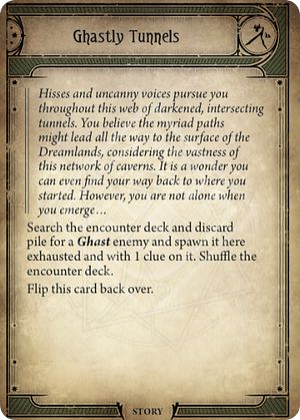 Ghastly Tunnels
Hisses and uncanny voices pursue you
throughout this web of darkened, intersecting
tunnels. You believe the myriad paths
might lead all the way to the surface of the
Dreamlands, considering the vastness of
this network of caverns. It is a wonder you
can even find your way back to where you
started. However, you are not alone when
you emerge…
Search the encounter deck and discard
pile for a Ghast enemy and spawn it here
exhausted and with 1 clue on it. Shuffle the
encounter deck.
Flip this card back over.
STORY